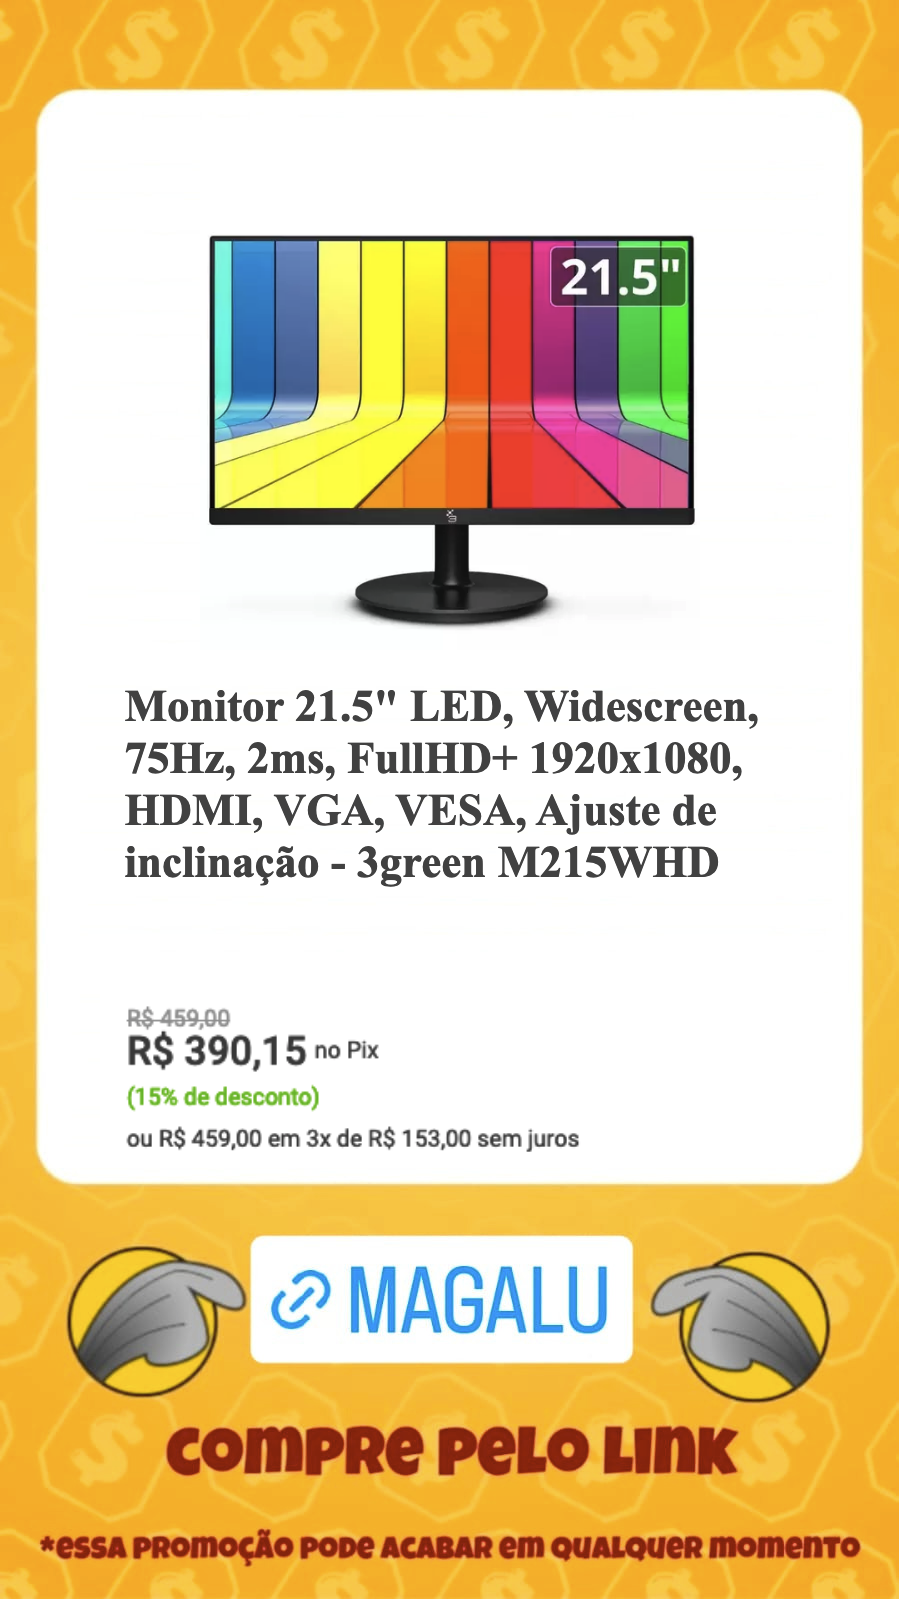 21.5"
Monitor 21.5" LED, Widescreen,
75Hz, 2ms, FullHD+ 1920x1080,
HDMI, VGA, VESA, Ajuste de
inclinação - 3green M215WHD
R$ 459,00
R$ 390,15 no Pix
(15% de desconto)
ou R$ 459,00 em 3x de R$ 153,00 sem juros
MAGALU
COMPRE PELO LINK
*ESSA PROMOÇÃO PODE ACABAR EM QUALQUER MOMENTO